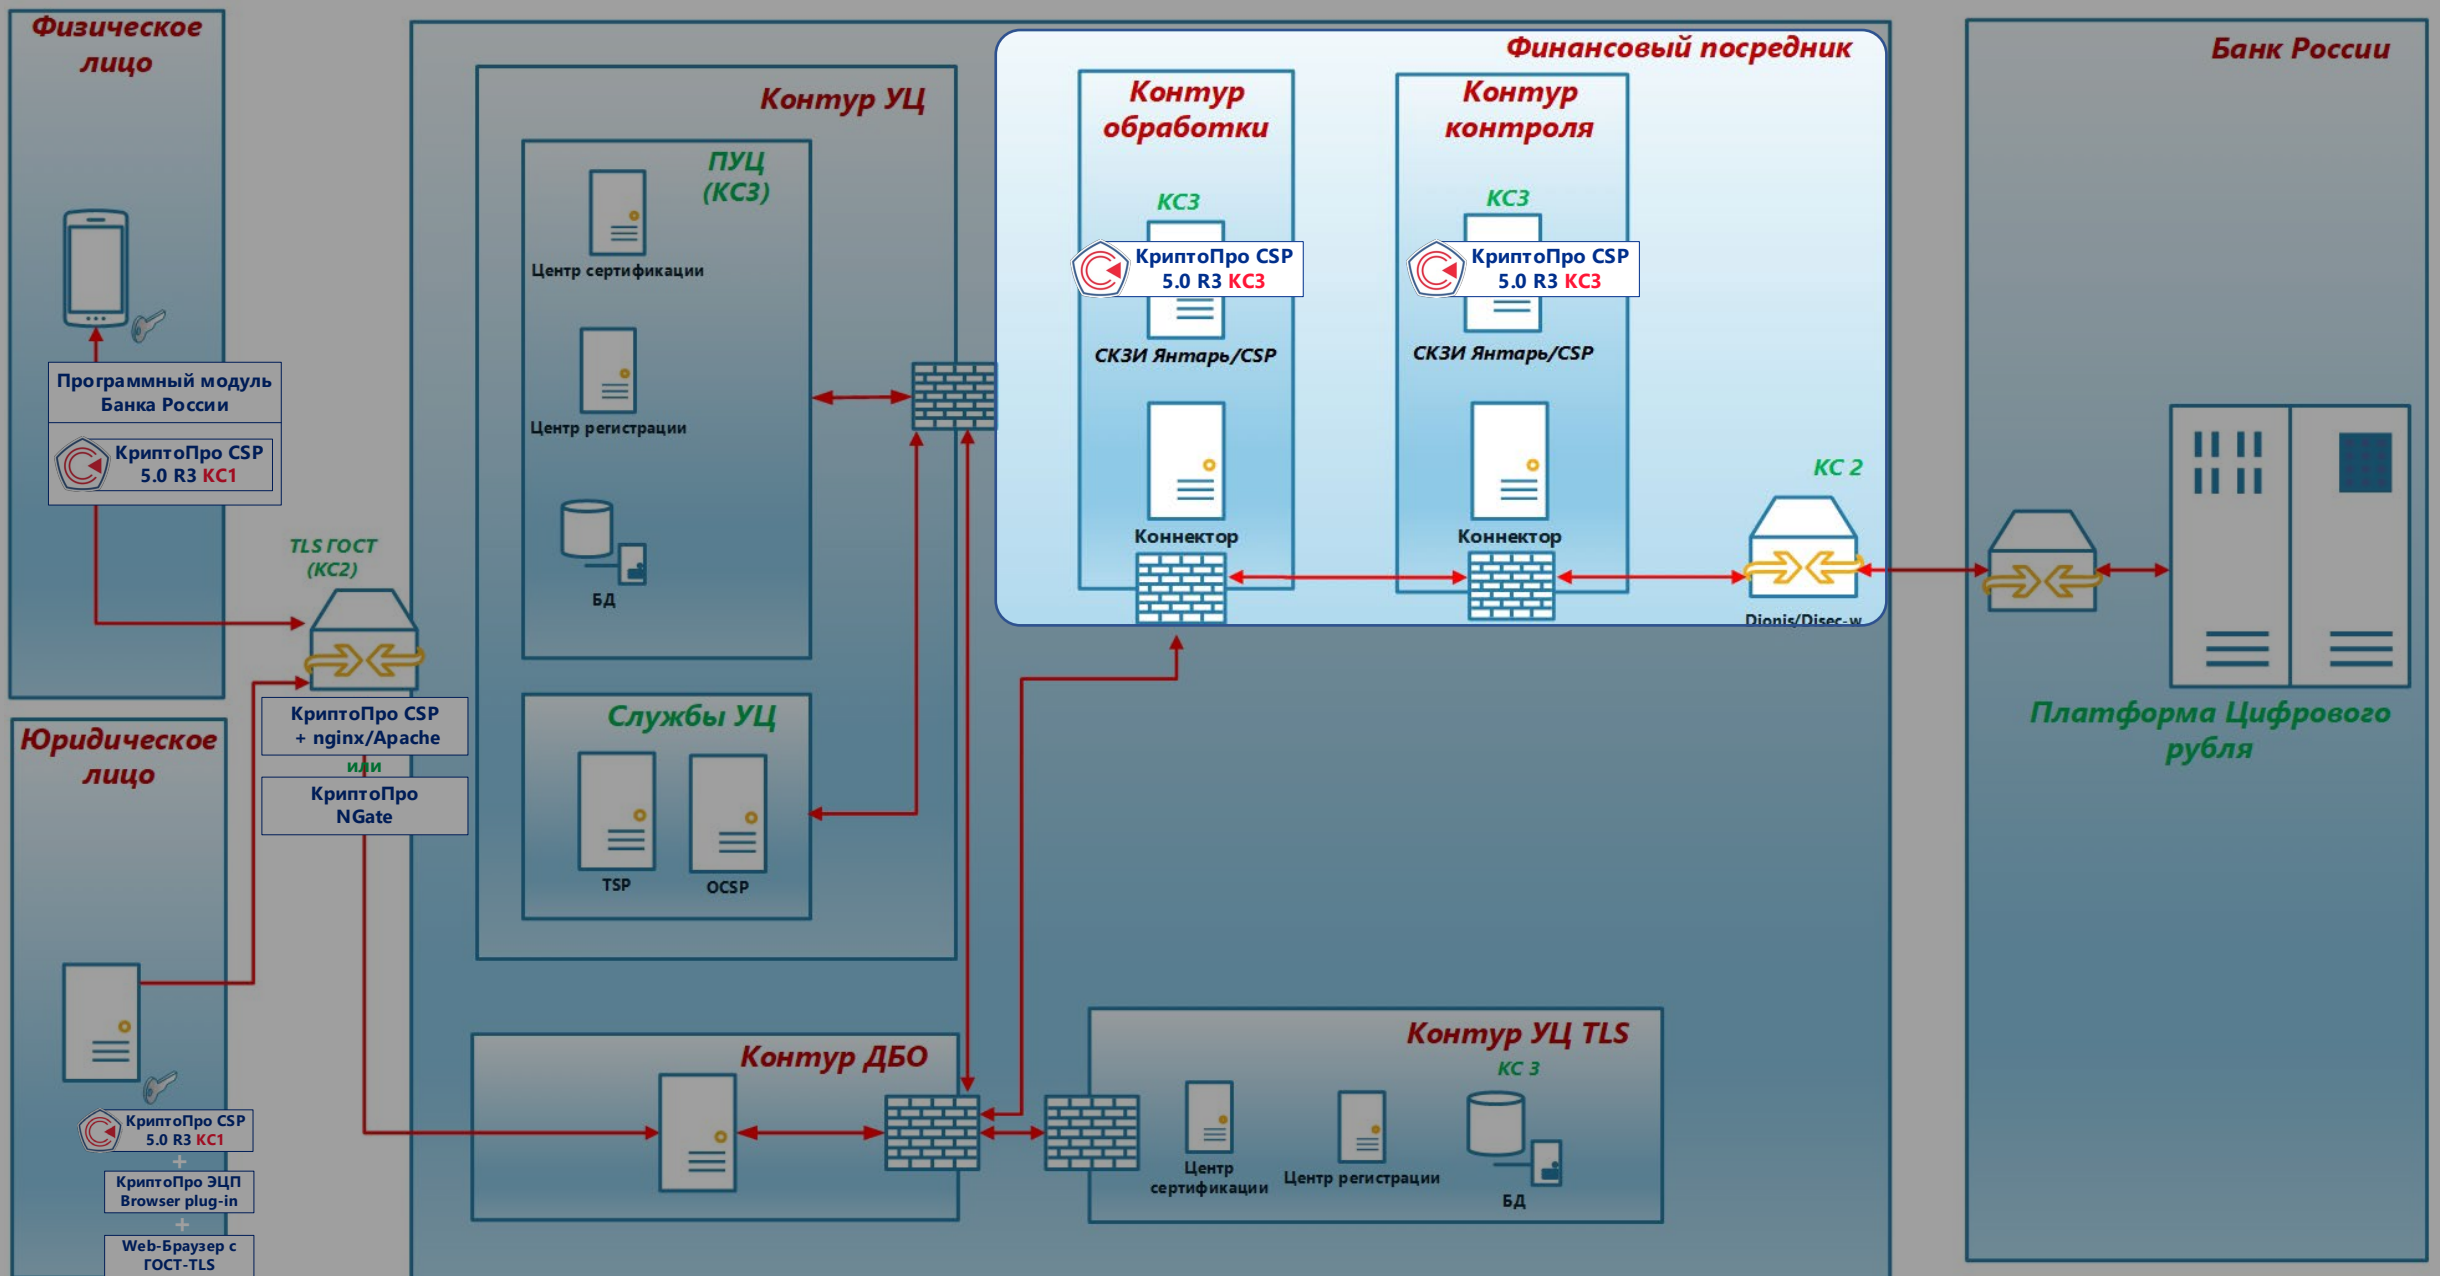 Физическое
лицо
Программный модуль
Банка России
КриптоПро CSP
5.0 R3 КС1
TLS ГОСТ
(КС2)
КриптоПро CSP
+ nginx/Apache
или
КриптоПро
NGate
Юридическое
лицо
КриптоПро CSP
5.0 R3 КС1
+
КриптоПро ЭЦП
Browser plug-in
+
Web-Браузер с
ГОСТ-TLS
Контур УЦ
ПУЦ
(КС3)
Центр сертификации
Центр регистрации
БД
Службы УЦ
TSP
OCSP
Контур ДБО
Финансовый посредник
Контур
обработки
КС3
КриптоПро CSP
5.0 R3 КС3
СКЗИ Янтарь/CSP
Коннектор
Контур
контроля
КС3
КриптоПро CSP
5.0 R3 КС3
СКЗИ Янтарь/CSP
Коннектор
КС 2
Dionis/Disec-w
Контур УЦ TLS
КС 3
Центр
сертификации
Центр регистрации
БД
Банк России
Платформа Цифрового
рубля